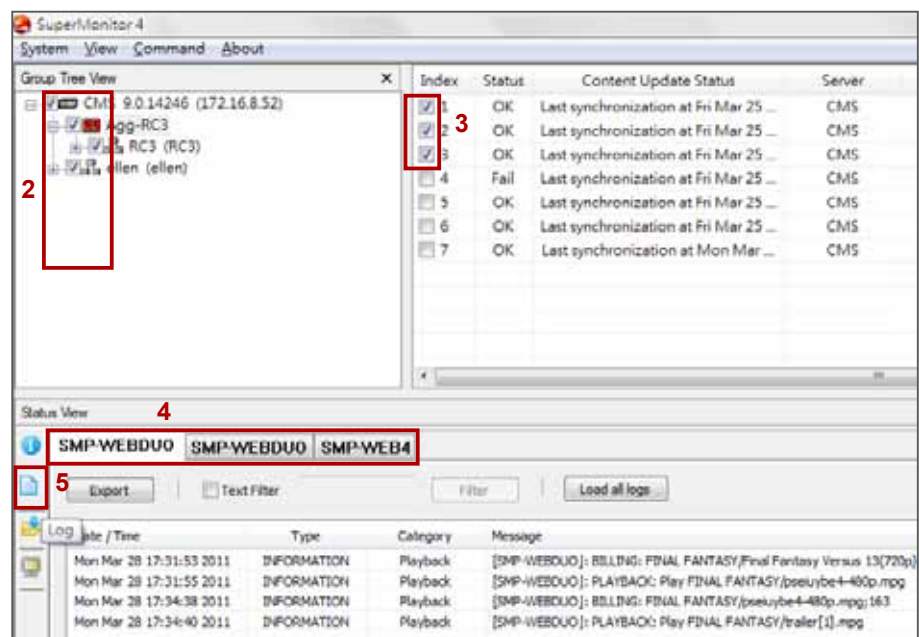 SuperMonitor 4
System View Command About
Group Tree View ×
CMS 9.0.14246 (172.16.8.52)
Agg-RC3
RC3 (RC3)
ellen (ellen)
2
Index Status Content Update Status Server
1 OK Last synchronization at Fri Mar 25 ... CMS
2 OK Last synchronization at Fri Mar 25 ... CMS
3 OK Last synchronization at Fri Mar 25 ... CMS
4 Fail Last synchronization at Fri Mar 25 ... CMS
5 OK Last synchronization at Fri Mar 25 ... CMS
6 OK Last synchronization at Fri Mar 25 ... CMS
7 OK Last synchronization at Mon Mar ... CMS
3
Status View
4
SMP-WEBDUO SMP-WEBDUO SMP-WEB4
5
Export Text Filter Filter Load all logs
Log
Date / Time Type Category Message
Mon Mar 28 17:31:53 2011 INFORMATION Playback [SMP-WEBDUO]: BILLING: FINAL FANTASY/Final Fantasy Versus 13(720p)
Mon Mar 28 17:31:55 2011 INFORMATION Playback [SMP-WEBDUO]: PLAYBACK: Play FINAL FANTASY/pseiuybe4-480p.mpg
Mon Mar 28 17:34:38 2011 INFORMATION Playback [SMP-WEBDUO]: BILLING: FINAL FANTASY/pseiuybe4-480p.mpg;163
Mon Mar 28 17:34:40 2011 INFORMATION Playback [SMP-WEBDUO]: PLAYBACK: Play FINAL FANTASY/trailer[1].mpg